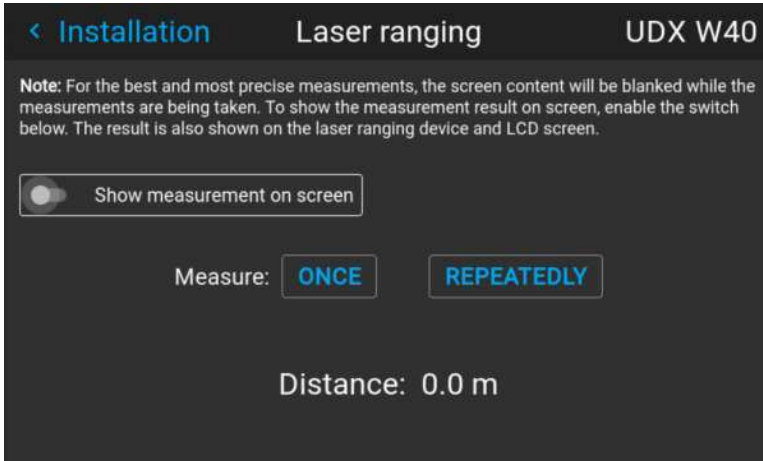 < Installation Laser ranging UDX W40
Note: For the best and most precise measurements, the screen content will be blanked while the
measurements are being taken. To show the measurement result on screen, enable the switch
below. The result is also shown on the laser ranging device and LCD screen.
Show measurement on screen
Measure: ONCE REPEATEDLY
Distance: 0.0 m